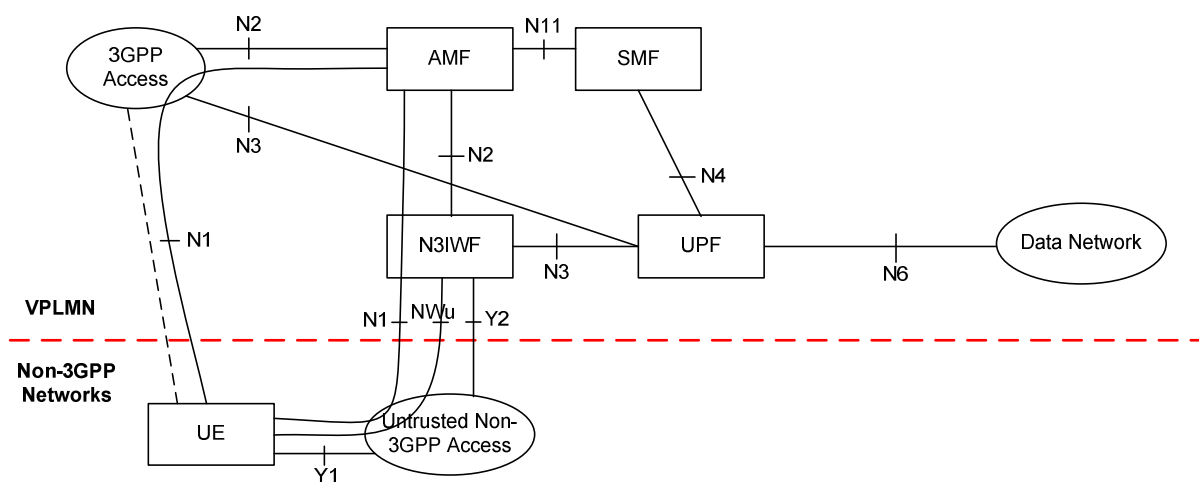 N2
N11
3GPP
Access
AMF
SMF
N3
N2
N4
N1
N3IWF
UPF
Data Network
N3
N6
VPLMN
N1
NWu
Y2
Non-3GPP
Networks
UE
Untrusted Non-
3GPP Access
Y1